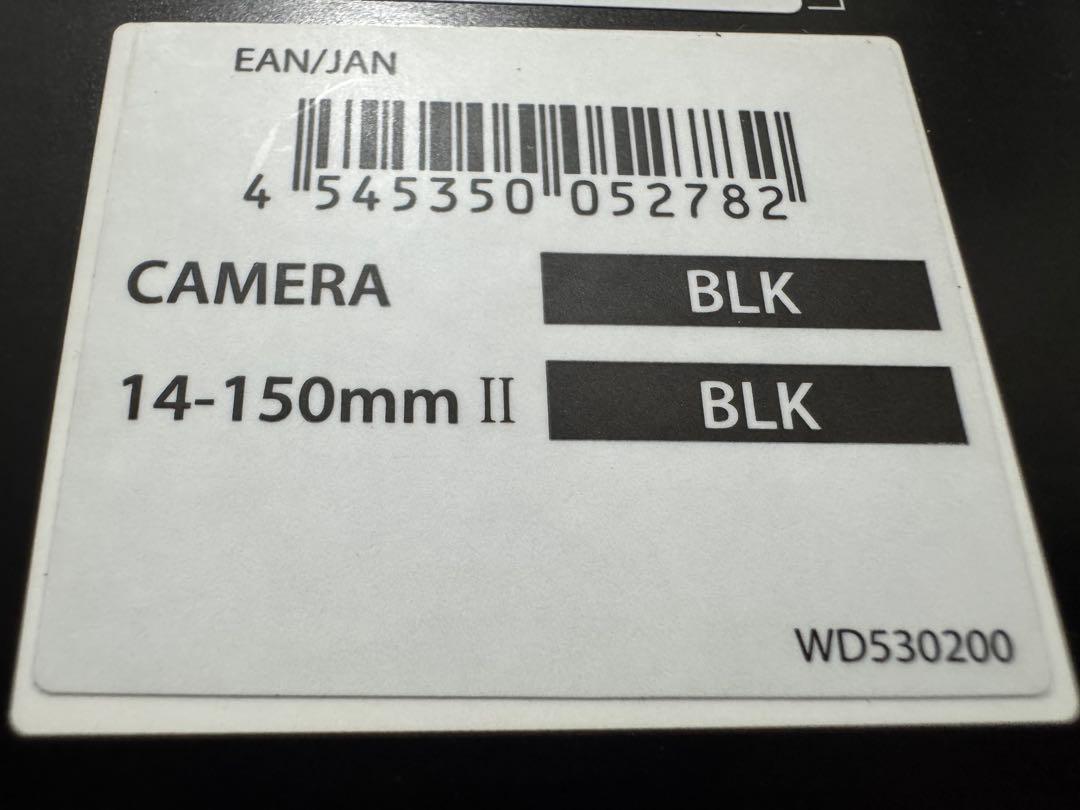 EAN/JAN
4 545350 052782
CAMERA BLK
14-150mm II BLK
WD530200